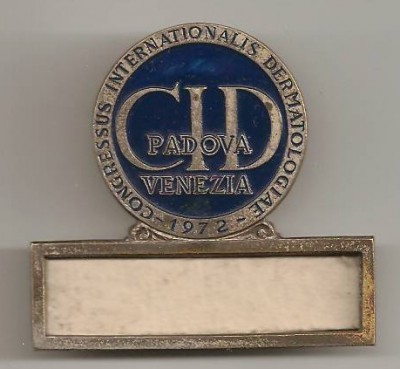 CONGRESSUS INTERNATIONALIS DERMATOLOGIAE
CID
PADOVA
VENEZIA
-1972-